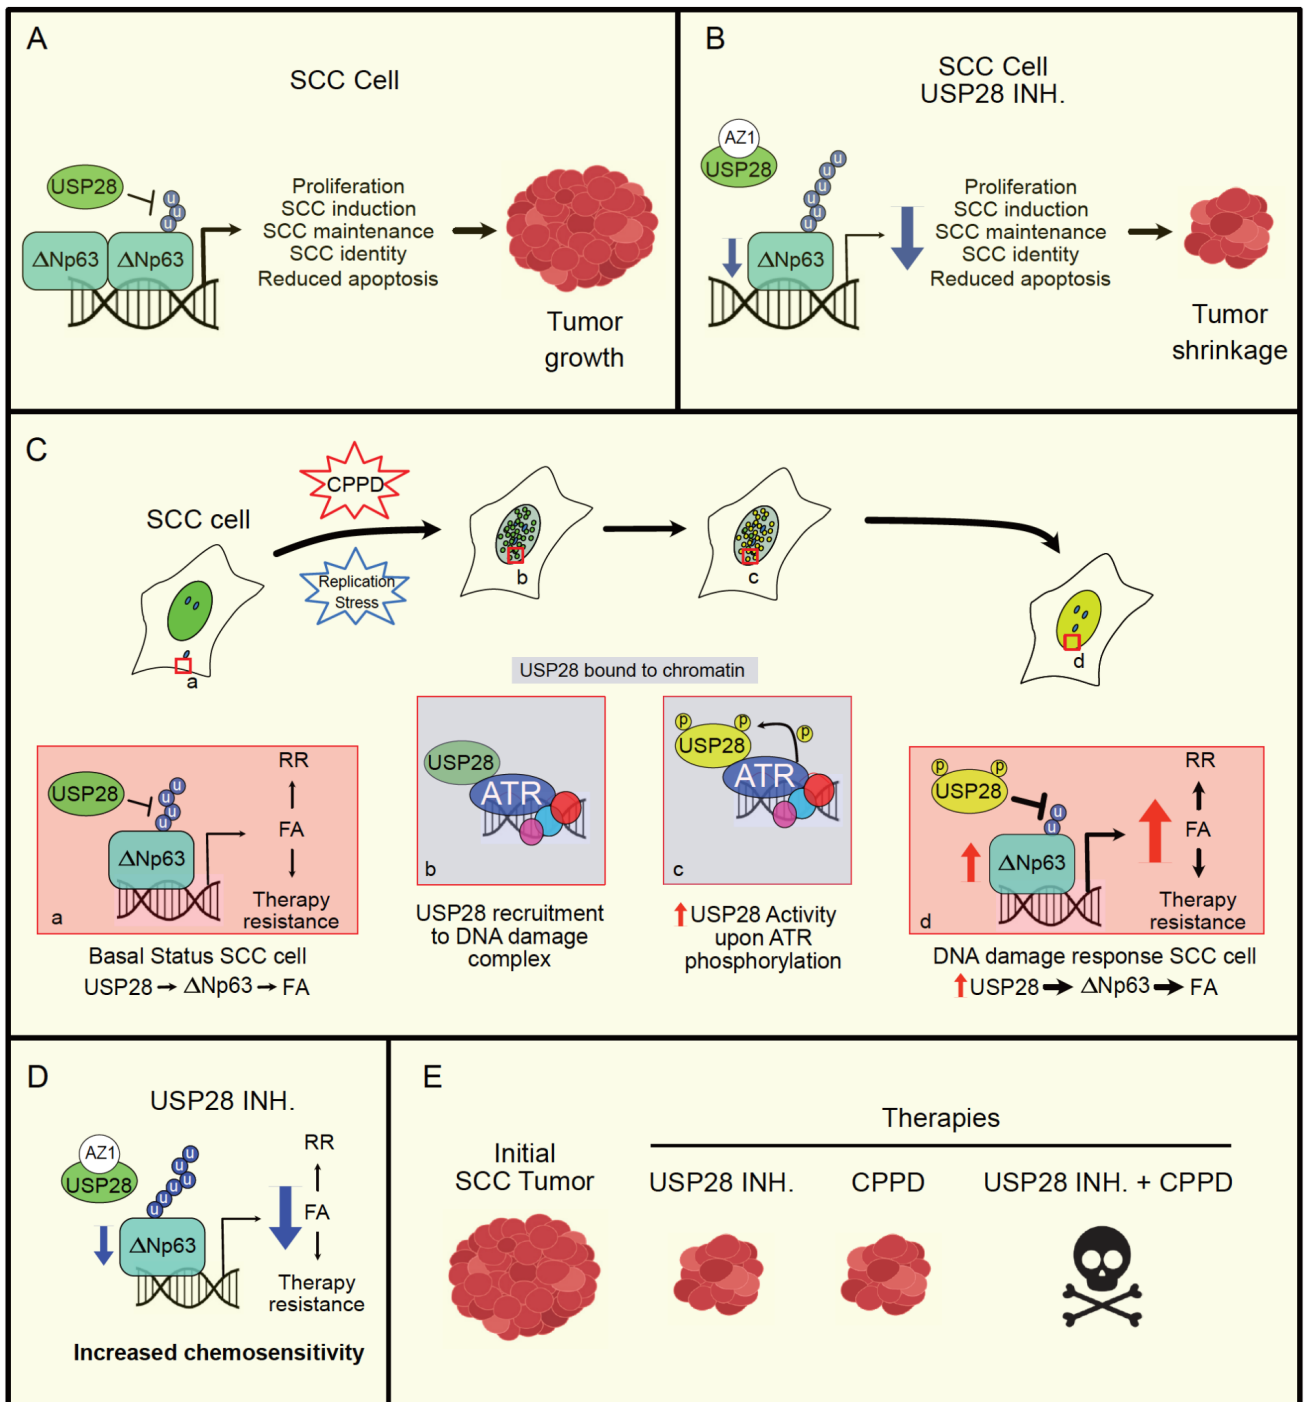 A
SCC Cell
USP28
u
u
u
ΔNp63
ΔNp63
Proliferation
SCC induction
SCC maintenance
SCC identity
Reduced apoptosis
Tumor
growth
B
SCC Cell
USP28 INH.
AZ1
USP28
u
u
u
u
u
u
ΔNp63
Proliferation
SCC induction
SCC maintenance
SCC identity
Reduced apoptosis
Tumor
shrinkage
C
SCC cell
CPPD
Replication
Stress
a
b
c
d
USP28 bound to chromatin
USP28
u
u
u
u
ΔNp63
RR
FA
Therapy
resistance
a
Basal Status SCC cell
USP28 → ΔNp63 → FA
USP28
ATR
b
USP28 recruitment
to DNA damage
complex
p
p
p
USP28
ATR
c
USP28 Activity
upon ATR
phosphorylation
p
p
USP28
u
u
ΔNp63
RR
FA
Therapy
resistance
d
DNA damage response SCC cell
↑USP28 → ΔNp63 → FA
D
USP28 INH.
AZ1
USP28
u
u
u
u
u
u
ΔNp63
RR
FA
Therapy
resistance
Increased chemosensitivity
E
Initial
SCC Tumor
Therapies
USP28 INH.
CPPD
USP28 INH. + CPPD